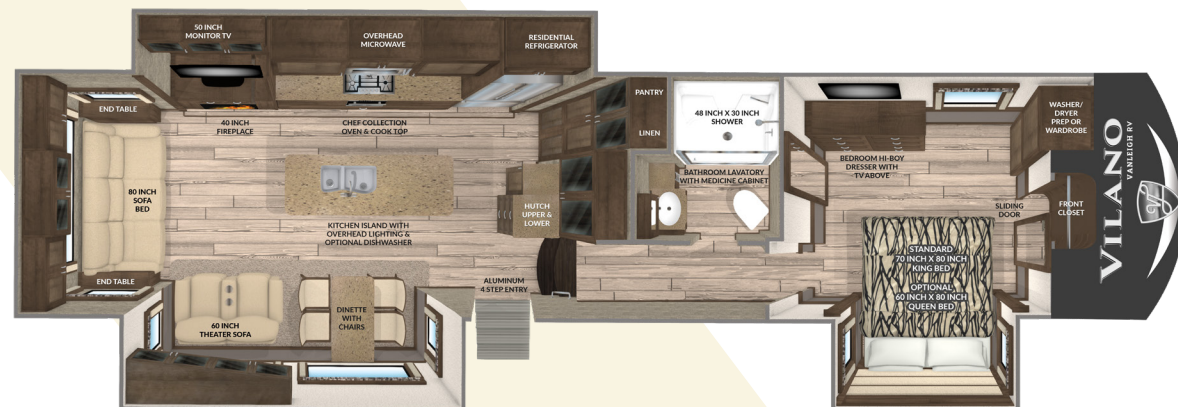 50 INCH
MONITOR TV
OVERHEAD
MICROWAVE
RESIDENTIAL
REFRIGERATOR
END TABLE
40 INCH
FIREPLACE
CHEF COLLECTION
OVEN & COOK TOP
PANTRY
LINEN
48 INCH X 30 INCH
SHOWER
WASHER/
DRYER
PREP OR
WARDROBE
80 INCH
SOFA
BED
BATHROOM LAVATORY
WITH MEDICINE CABINET
BEDROOM HI-BOY
DRESSER WITH
TV ABOVE
KITCHEN ISLAND WITH
OVERHEAD LIGHTING &
OPTIONAL DISHWASHER
HUTCH
UPPER &
LOWER
SLIDING
DOOR
FRONT
CLOSET
VILANO
VANLEIGH RV
STANDARD
70 INCH X 80 INCH
KING BED
OPTIONAL
60 INCH X 80 INCH
QUEEN BED
END TABLE
ALUMINUM
4 STEP ENTRY
60 INCH
THEATER SOFA
DINETTE
WITH
CHAIRS